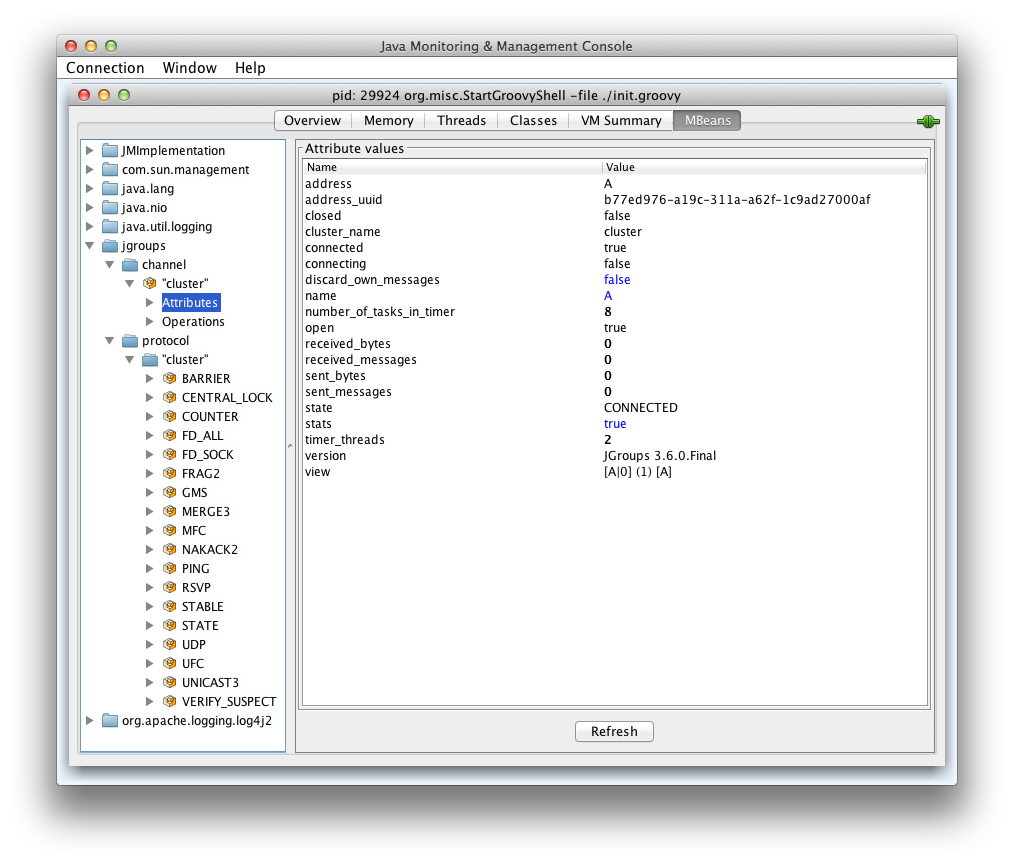 Java Monitoring & Management Console
Connection Window Help
pid: 29924 org.misc.StartGroovyShell -file ./init.groovy
Overview Memory Threads Classes VM Summary MBeans
JMImplementation
com.sun.management
java.lang
java.nio
java.util.logging
jgroups
channel
"cluster"
Attributes
Operations
protocol
"cluster"
BARRIER
CENTRAL_LOCK
COUNTER
FD_ALL
FD_SOCK
FRAG2
GMS
MERGE3
MFC
NAKACK2
PING
RSVP
STABLE
STATE
UDP
UFC
UNICAST3
VERIFY_SUSPECT
org.apache.logging.log4j2
Attribute values
Name Value
address A
address_uuid b77ed976-a19c-311a-a62f-1c9ad27000af
closed false
cluster_name cluster
connected true
connecting false
discard_own_messages false
name A
number_of_tasks_in_timer 8
open true
received_bytes 0
received_messages 0
sent_bytes 0
sent_messages 0
state CONNECTED
stats true
timer_threads 2
version JGroups 3.6.0.Final
view [A|0] (1) [A]
Refresh